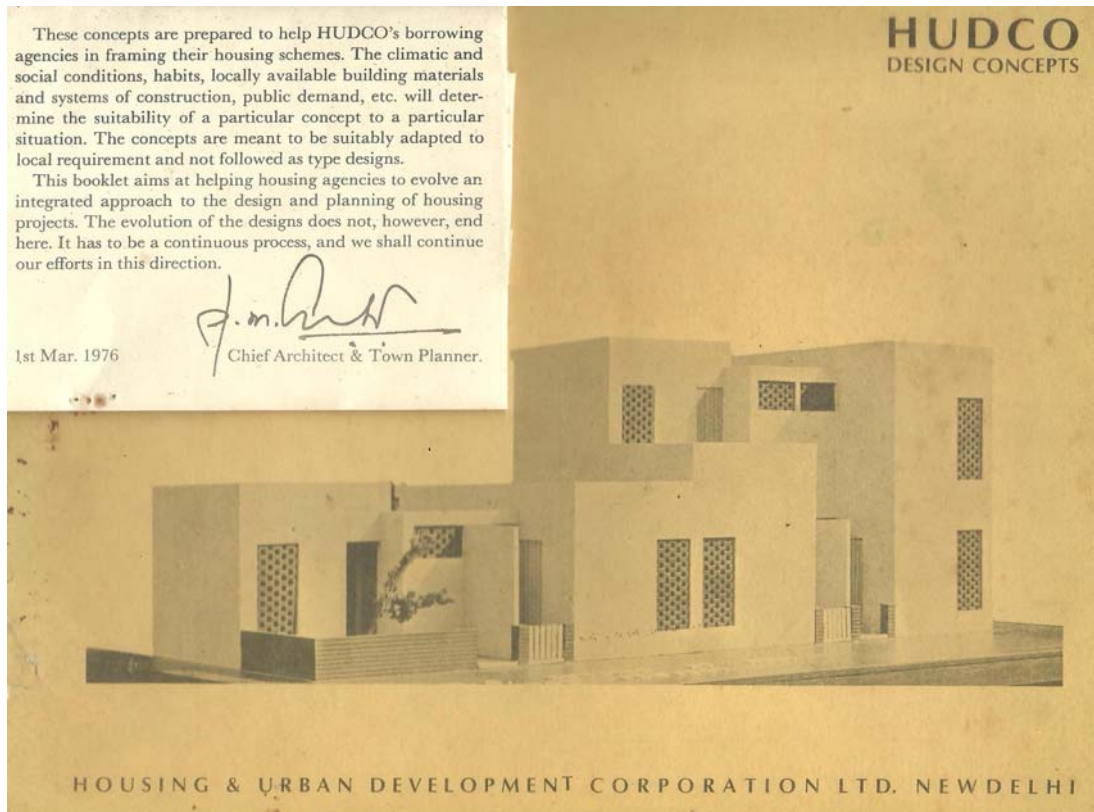 These concepts are prepared to help HUDCO's borrowing
agencies in framing their housing schemes. The climatic and
social conditions, habits, locally available building materials
and systems of construction, public demand, etc. will deter-
mine the suitability of a particular concept to a particular
situation. The concepts are meant to be suitably adapted to
local requirement and not followed as type designs.
This booklet aims at helping housing agencies to evolve an
integrated approach to the design and planning of housing
projects. The evolution of the designs does not, however, end
here. It has to be a continuous process, and we shall continue
our efforts in this direction.
1st Mar. 1976 Chief Architect & Town Planner.
HUDCO
DESIGN CONCEPTS
HOUSING & URBAN DEVELOPMENT CORPORATION LTD. NEWDELHI